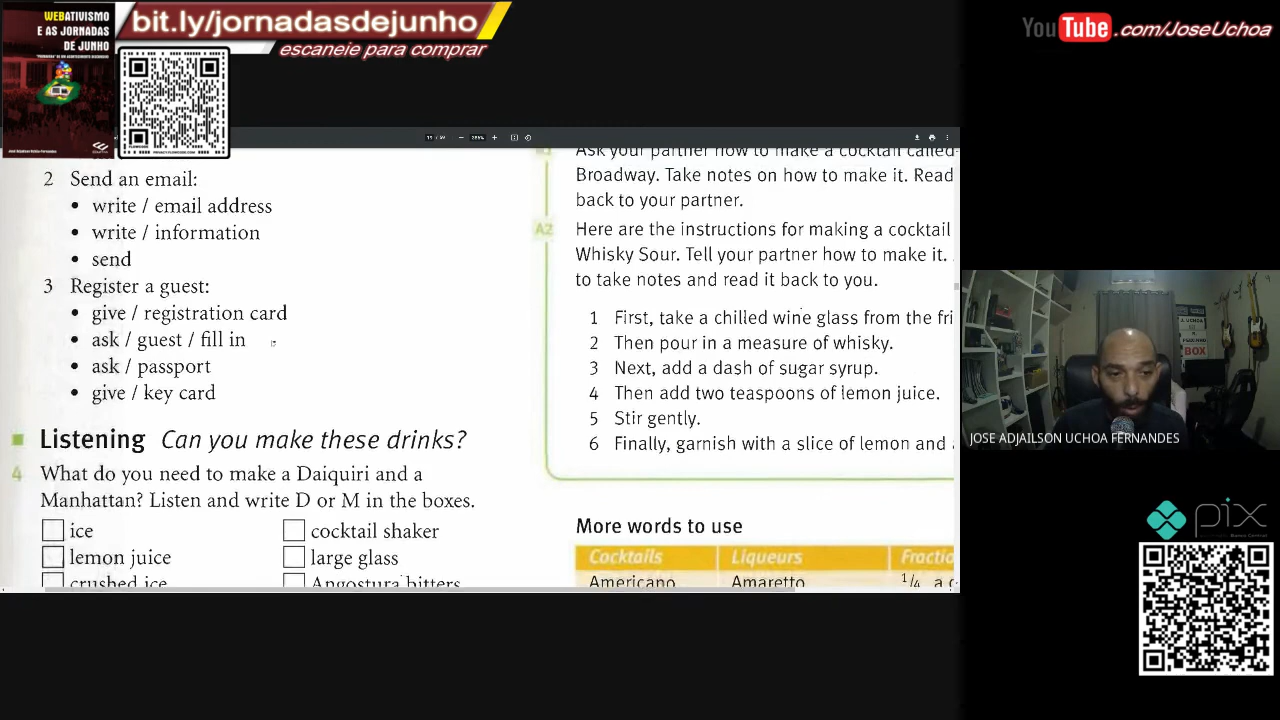 WEBATIVISMO
E AS JORNADAS
DE JUNHO
bit.ly/jornadasdejunho
escaneie para comprar
YouTube.com/JoseUchoa
2 Send an email:
• write / email address
• write / information
• send
3 Register a guest:
• give / registration card
• ask / guest / fill in
• ask / passport
• give / key card
Listening Can you make these drinks?
4 What do you need to make a Daiquiri and a
Manhattan? Listen and write D or M in the boxes.
ice
cocktail shaker
lemon juice
large glass
crushed ice
Angostura bitters
Ask your partner how to make a cocktail called
Broadway. Take notes on how to make it. Read
back to your partner.
A2
Here are the instructions for making a cocktail
Whisky Sour. Tell your partner how to make it.
to take notes and read it back to you.
1 First, take a chilled wine glass from the fri
2 Then pour in a measure of whisky.
3 Next, add a dash of sugar syrup.
4 Then add two teaspoons of lemon juice.
5 Stir gently.
6 Finally, garnish with a slice of lemon and
More words to use
Cocktails Liqueurs Fractio
Americano Amaretto 1/4 a
JOSE ADJAILSON UCHOA FERNANDES
BOX
pix